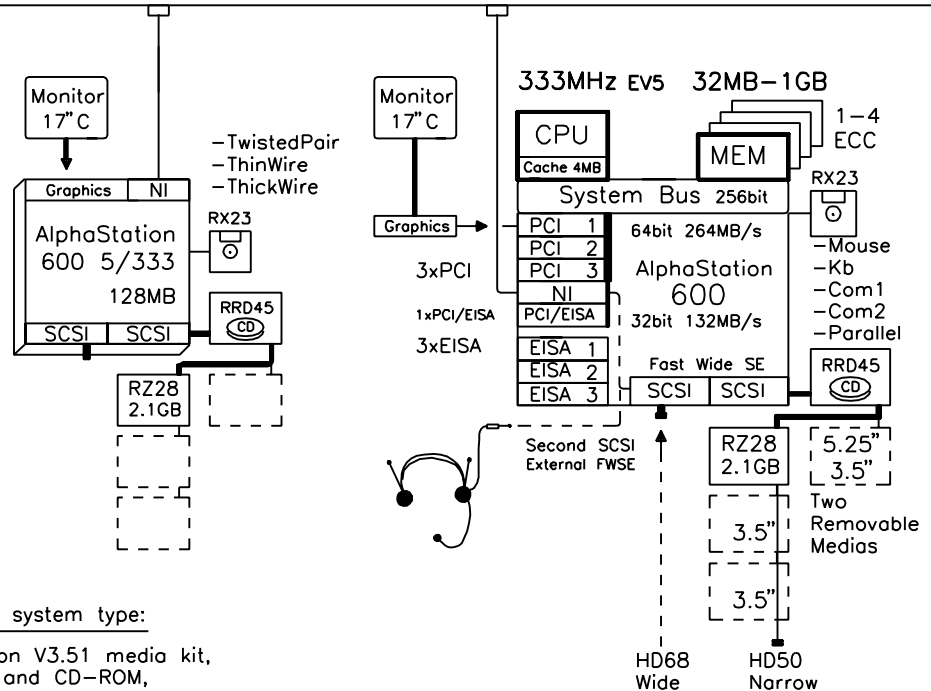 Monitor
17"C
-TwistedPair
-ThinWire
-ThickWire
Graphics
NI
RX23
AlphaStation
600 5/333
128MB
RRD45
CD
SCSI
SCSI
RZ28
2.1GB
333MHz EV5
32MB-1GB
Monitor
17"C
CPU
Cache 4MB
MEM
1-4
ECC
System Bus 256bit
RX23
Graphics
PCI 1
PCI 2
PCI 3
NI
PCI/EISA
EISA 1
EISA 2
EISA 3
3xPCI
1xPCI/EISA
3xEISA
64bit 264MB/s
AlphaStation
600
32bit 132MB/s
Fast Wide SE
SCSI
SCSI
-Mouse
-Kb
-Com1
-Com2
-Parallel
RRD45
CD
Second SCSI
External FWSE
RZ28
2.1GB
5.25"
3.5"
Two
Removable
Medias
3.5"
3.5"
HD68
Wide
HD50
Narrow
system type:
on V3.51 media kit,
and CD-ROM,